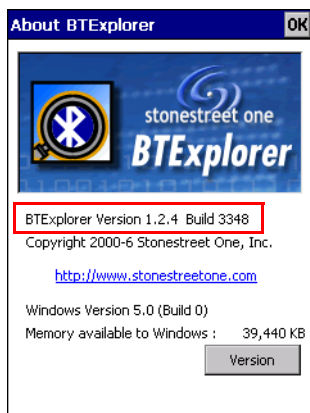 About BTExplorer OK
stonestreet one
BTExplorer
BTExplorer Version 1.2.4 Build 3348
Copyright 2000-6 Stonestreet One, Inc.
http://www.stonestreetone.com
Windows Version 5.0 (Build 0)
Memory available to Windows : 39,440 KB
Version